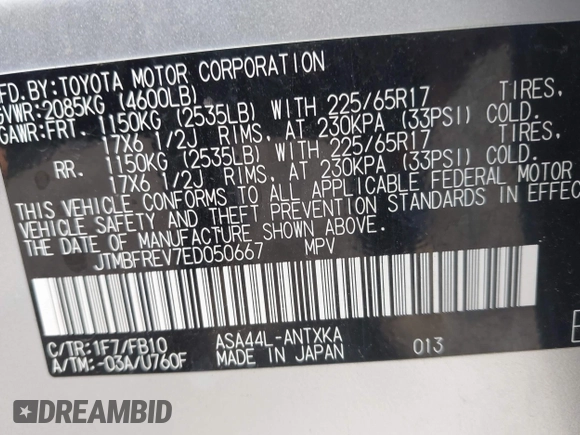 FD.BY:TOYOTA MOTOR CORPORATION
GVWR:2085KG (4600LB)
GAWR:FRT. 1150KG (2535LB) WITH 225/65R17 TIRES,
17X6 1/2J RIMS, AT 230KPA (33PSI) COLD.
RR. 1150KG (2535LB) WITH 225/65R17 TIRES,
17X6 1/2J RIMS, AT 230KPA (33PSI) COLD.
THIS VEHICLE CONFORMS TO ALL APPLICABLE FEDERAL MOTOR
VEHICLE SAFETY AND THEFT PREVENTION STANDARDS IN EFFEC
ON THE DATE OF MANUFACTURE SHOWN ABOVE.
JTMBFREV7ED050667 MPV
C/TR:1F7/FB10 ASA44L-ANTXKA
A/TM:-03A/U760F MADE IN JAPAN 013
DREAMBID